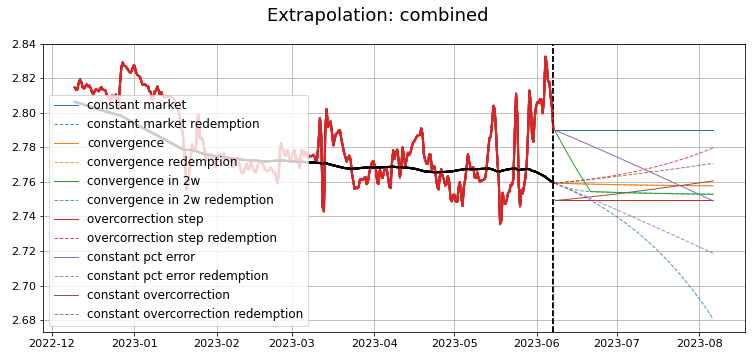 Extrapolation: combined
2.84
2.82
2.80
2.78
2.76
2.74
2.72
2.70
2.68
constant market
constant market redemption
convergence
convergence redemption
convergence in 2w
convergence in 2w redemption
overcorrection step
overcorrection step redemption
constant pct error
constant pct error redemption
constant overcorrection
constant overcorrection redemption
2022-12 2023-01 2023-02 2023-03 2023-04 2023-05 2023-06 2023-07 2023-08